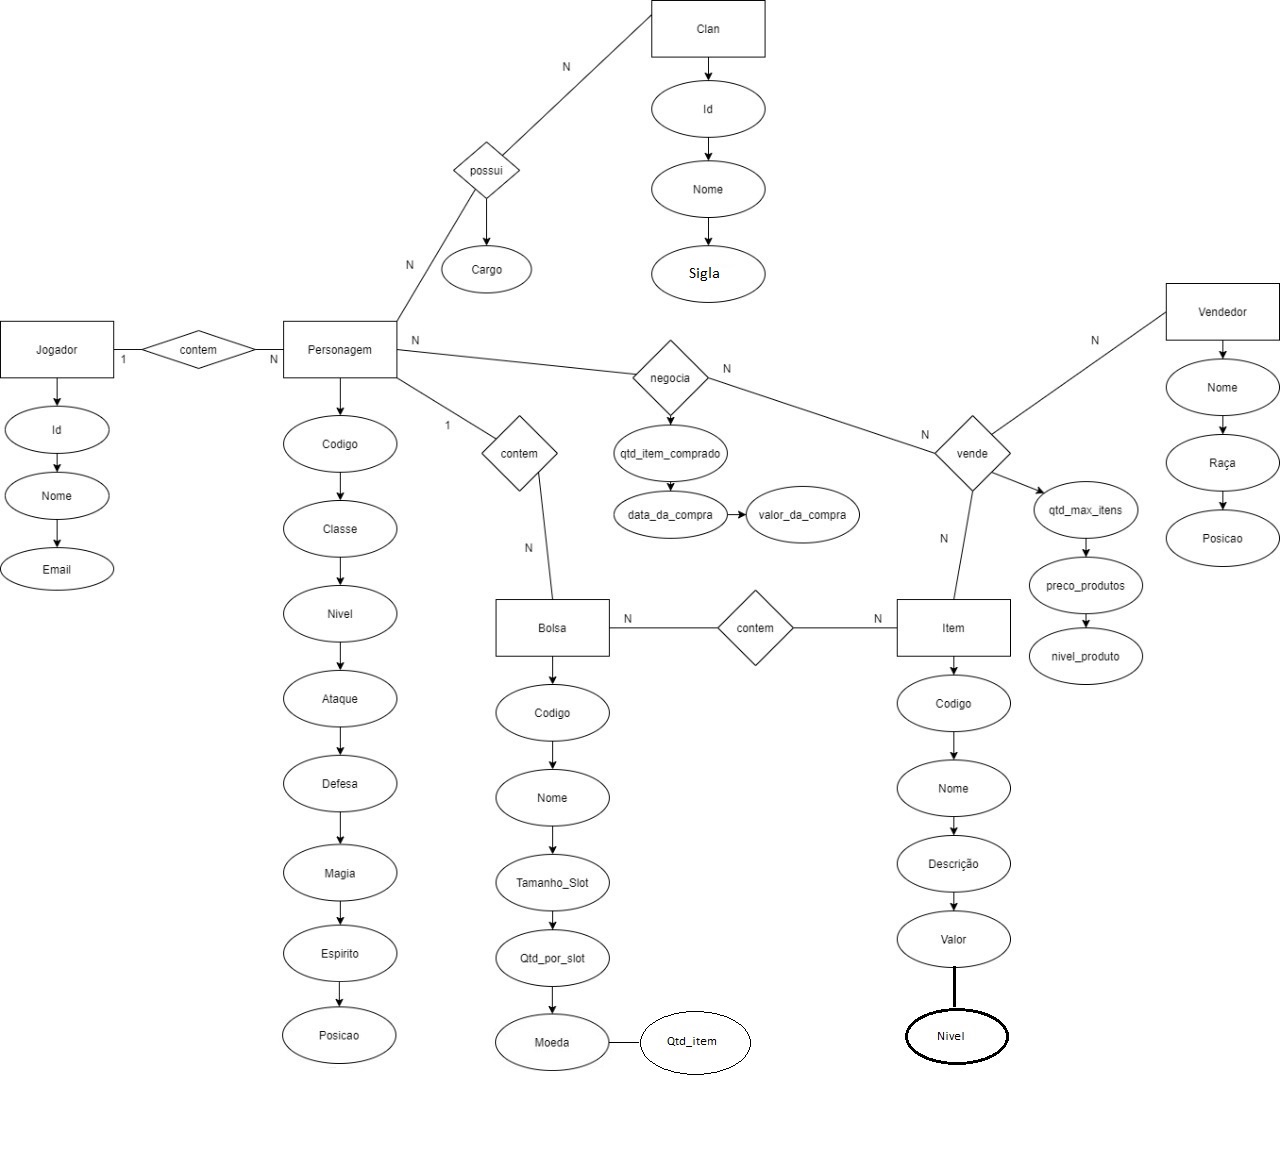 Clan
N
Id
possui
Nome
N
Cargo
Sigla
Vendedor
Jogador
1
contem
N
Personagem
N
negocia
N
N
vende
N
Nome
Id
Codigo
1
contem
qtd_item_comprado
Raça
Nome
Classe
data_da_compra
valor_da_compra
qtd_max_itens
Posicao
Email
N
N
preco_produtos
Nivel
Bolsa
N
contem
N
Item
nivel_produto
Ataque
Codigo
Codigo
Defesa
Nome
Nome
Magia
Tamanho_Slot
Descrição
Espirito
Qtd_por_slot
Valor
Posicao
Moeda
Qtd_item
Nivel